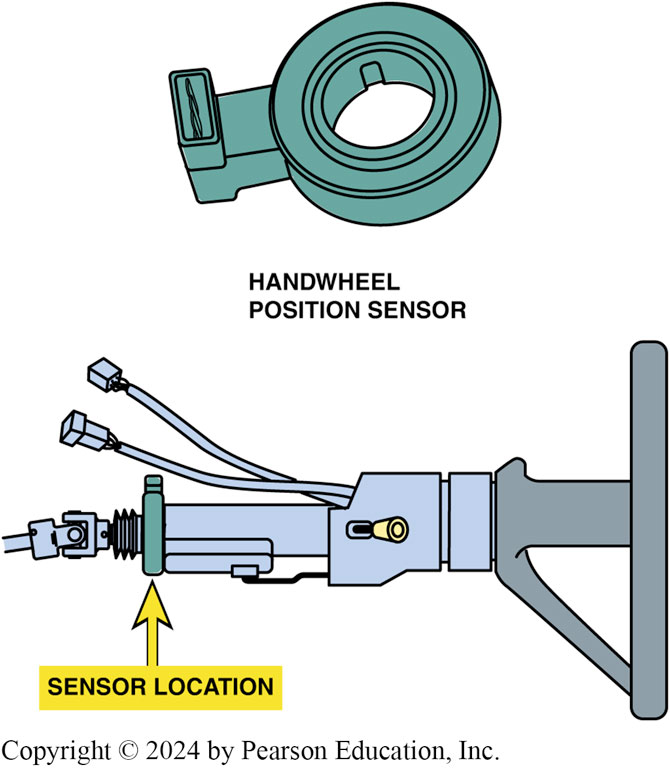 HANDWHEEL
POSITION SENSOR
SENSOR LOCATION
Copyright © 2024 by Pearson Education, Inc.